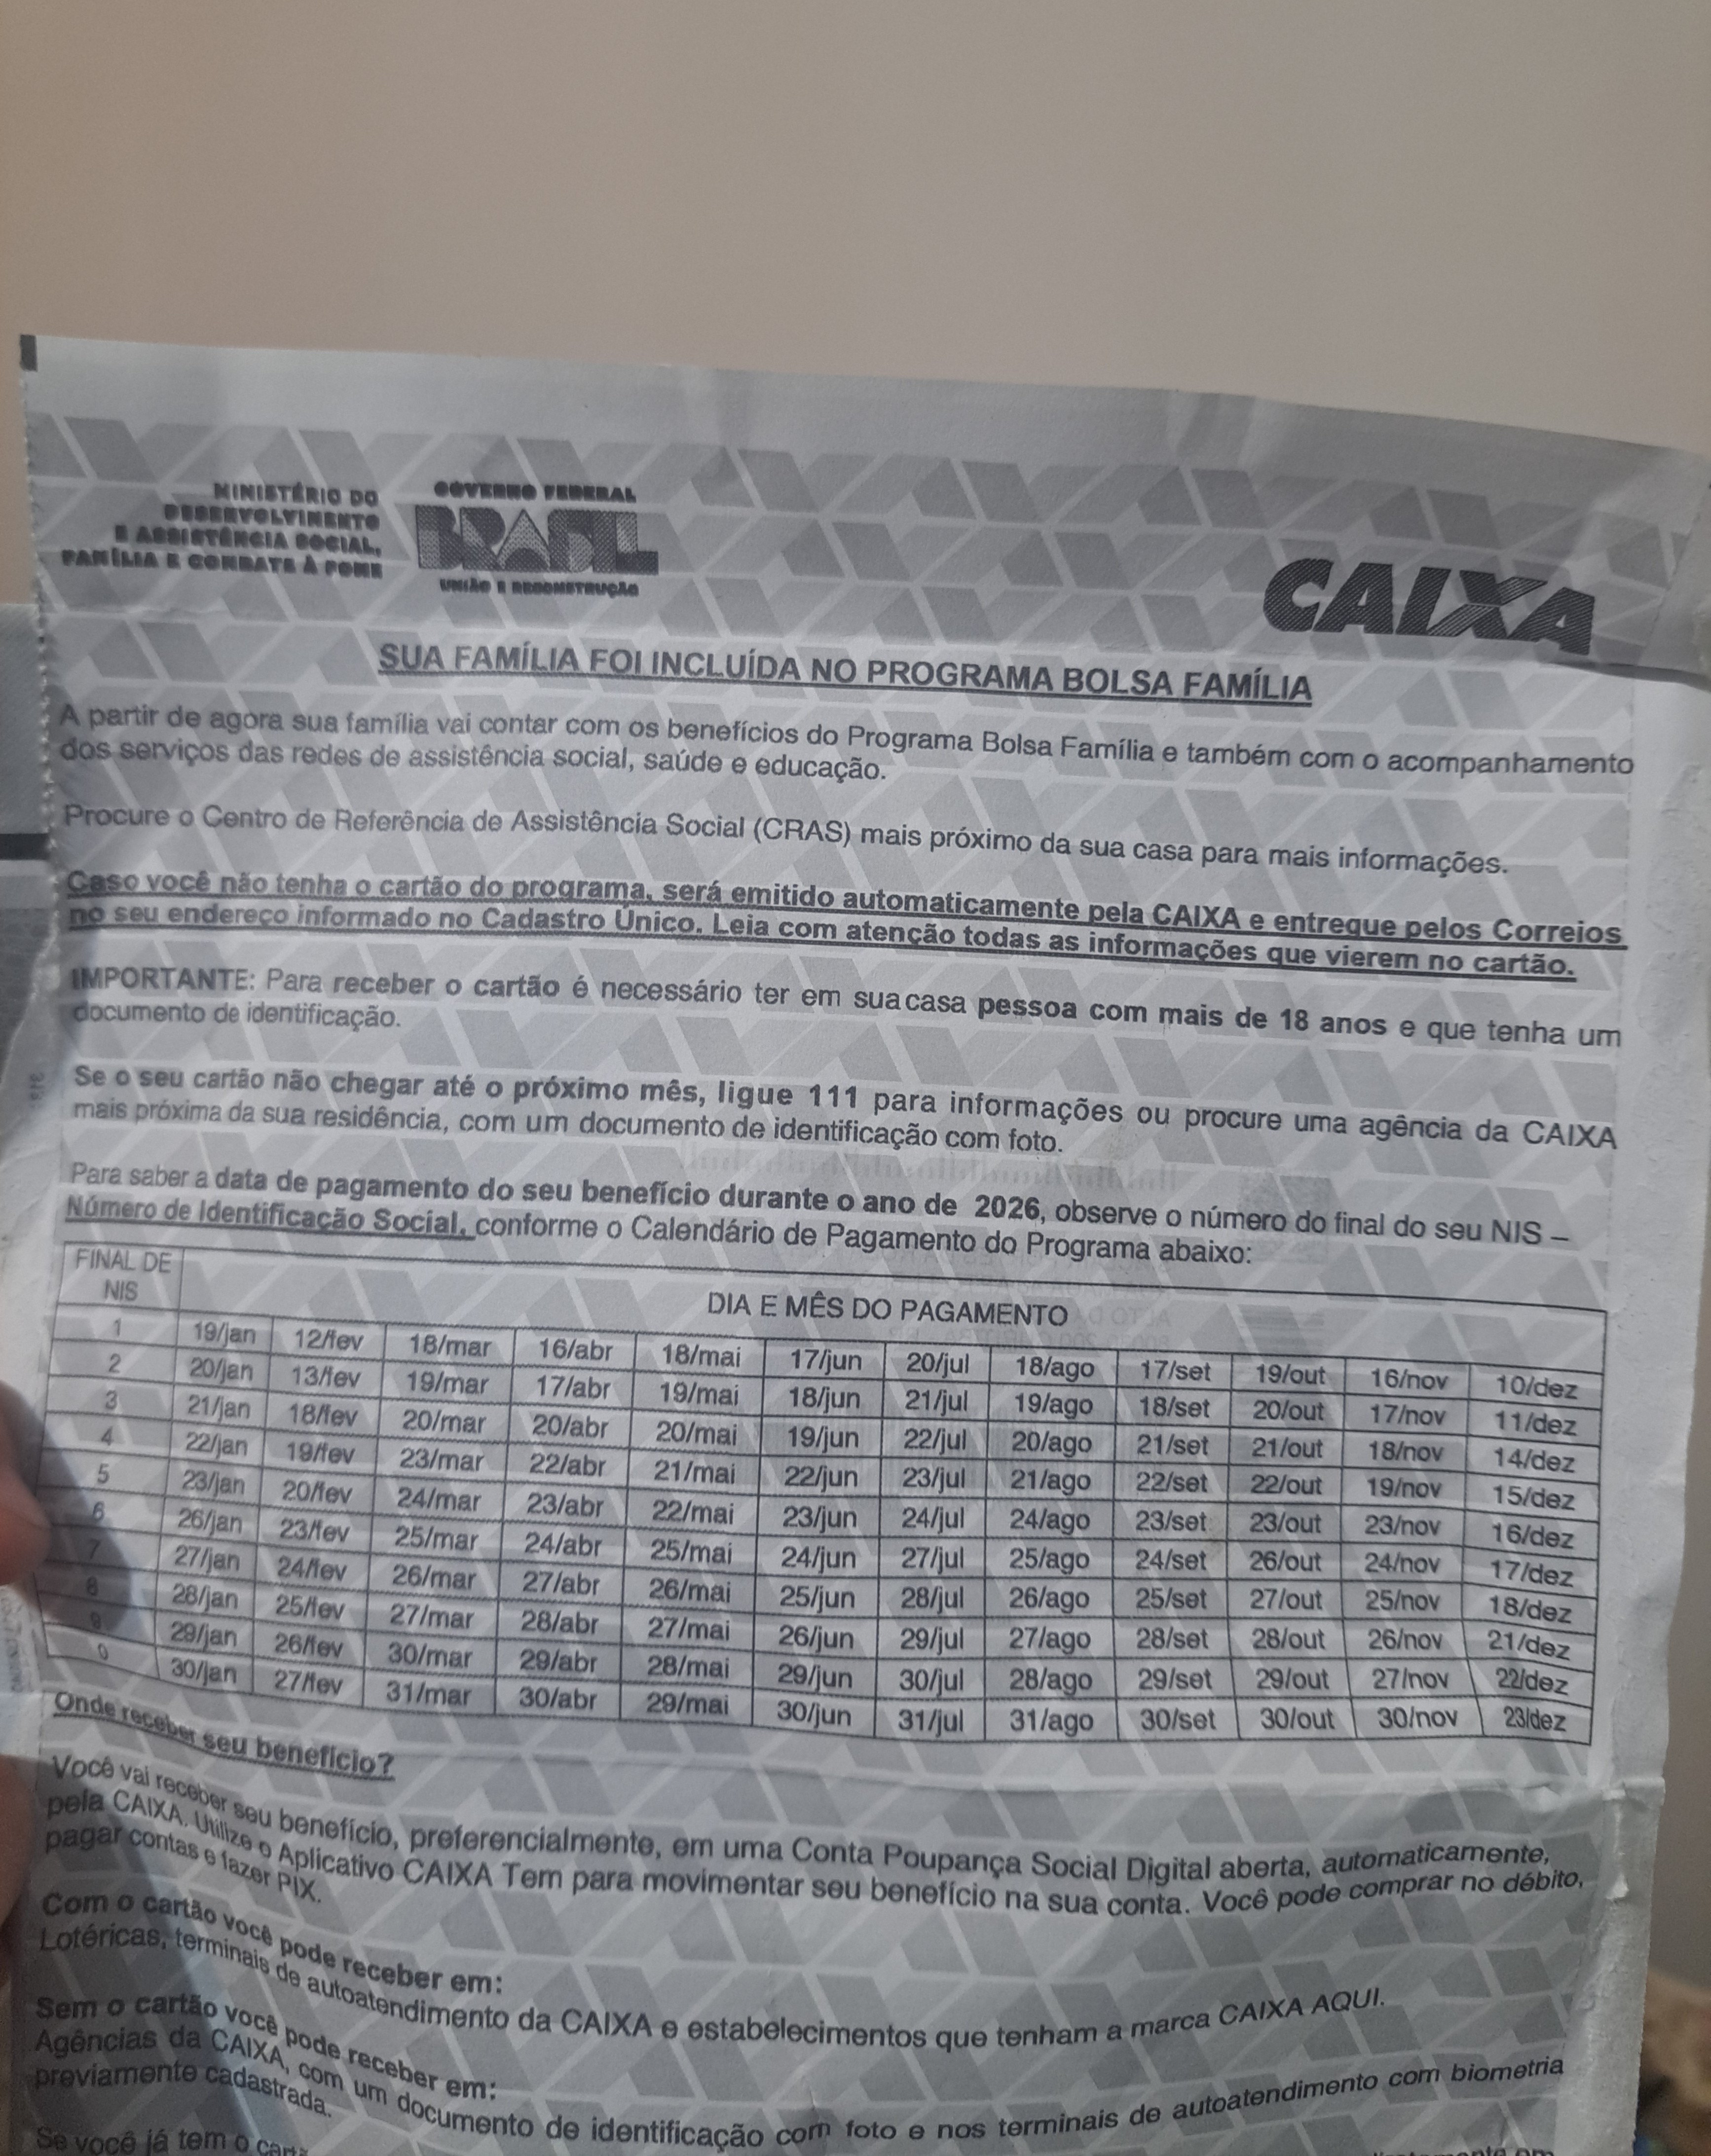 MINISTÉRIO DO
DESENVOLVIMENTO
E ASSISTÊNCIA SOCIAL,
FAMÍLIA E COMBATE À FOME
GOVERNO FEDERAL
BRASIL
UNIÃO E RECONSTRUÇÃO
CAIXA
SUA FAMÍLIA FOI INCLUÍDA NO PROGRAMA BOLSA FAMÍLIA
A partir de agora sua família vai contar com os benefícios do Programa Bolsa Família e também com o acompanhamento
dos serviços das redes de assistência social, saúde e educação.
Procure o Centro de Referência de Assistência Social (CRAS) mais próximo da sua casa para mais informações.
Caso você não tenha o cartão do programa, será emitido automaticamente pela CAIXA e entregue pelos Correios
no seu endereço informado no Cadastro Único. Leia com atenção todas as informações que vierem no cartão.
IMPORTANTE: Para receber o cartão é necessário ter em sua casa pessoa com mais de 18 anos e que tenha um
documento de identificação.
Se o seu cartão não chegar até o próximo mês, ligue 111 para informações ou procure uma agência da CAIXA
mais próxima da sua residência, com um documento de identificação com foto.
Para saber a data de pagamento do seu benefício durante o ano de 2026, observe o número do final do seu NIS –
Número de Identificação Social, conforme o Calendário de Pagamento do Programa abaixo:
FINAL DE
NIS
DIA E MÊS DO PAGAMENTO
1 19/jan 12/fev 18/mar 16/abr 18/mai 17/jun 20/jul 18/ago 17/set 19/out 16/nov 10/dez
2 20/jan 13/fev 19/mar 17/abr 19/mai 18/jun 21/jul 19/ago 18/set 20/out 17/nov 11/dez
3 21/jan 18/fev 20/mar 20/abr 20/mai 19/jun 22/jul 20/ago 21/set 21/out 18/nov 14/dez
4 22/jan 19/fev 23/mar 22/abr 21/mai 22/jun 23/jul 21/ago 22/set 22/out 19/nov 15/dez
5 23/jan 20/fev 24/mar 23/abr 22/mai 23/jun 24/jul 24/ago 23/set 23/out 23/nov 16/dez
6 26/jan 23/fev 25/mar 24/abr 25/mai 24/jun 27/jul 25/ago 24/set 26/out 24/nov 17/dez
7 27/jan 24/fev 26/mar 27/abr 26/mai 25/jun 28/jul 26/ago 25/set 27/out 25/nov 18/dez
8 28/jan 25/fev 27/mar 28/abr 27/mai 26/jun 29/jul 27/ago 28/set 28/out 26/nov 21/dez
9 29/jan 26/fev 30/mar 29/abr 28/mai 29/jun 30/jul 28/ago 29/set 29/out 27/nov 22/dez
0 30/jan 27/fev 31/mar 30/abr 29/mai 30/jun 31/jul 31/ago 30/set 30/out 30/nov 23/dez
Onde receber seu benefício?
Você vai receber seu benefício, preferencialmente, em uma Conta Poupança Social Digital aberta, automaticamente,
pela CAIXA. Utilize o Aplicativo CAIXA Tem para movimentar seu benefício na sua conta. Você pode comprar no débito,
pagar contas e fazer PIX.
Com o cartão você pode receber em:
Lotéricas, terminais de autoatendimento da CAIXA e estabelecimentos que tenham a marca CAIXA AQUI.
Sem o cartão você pode receber em:
Agências da CAIXA, com um documento de identificação com foto e nos terminais de autoatendimento com biometria
previamente cadastrada.
Se você já tem o